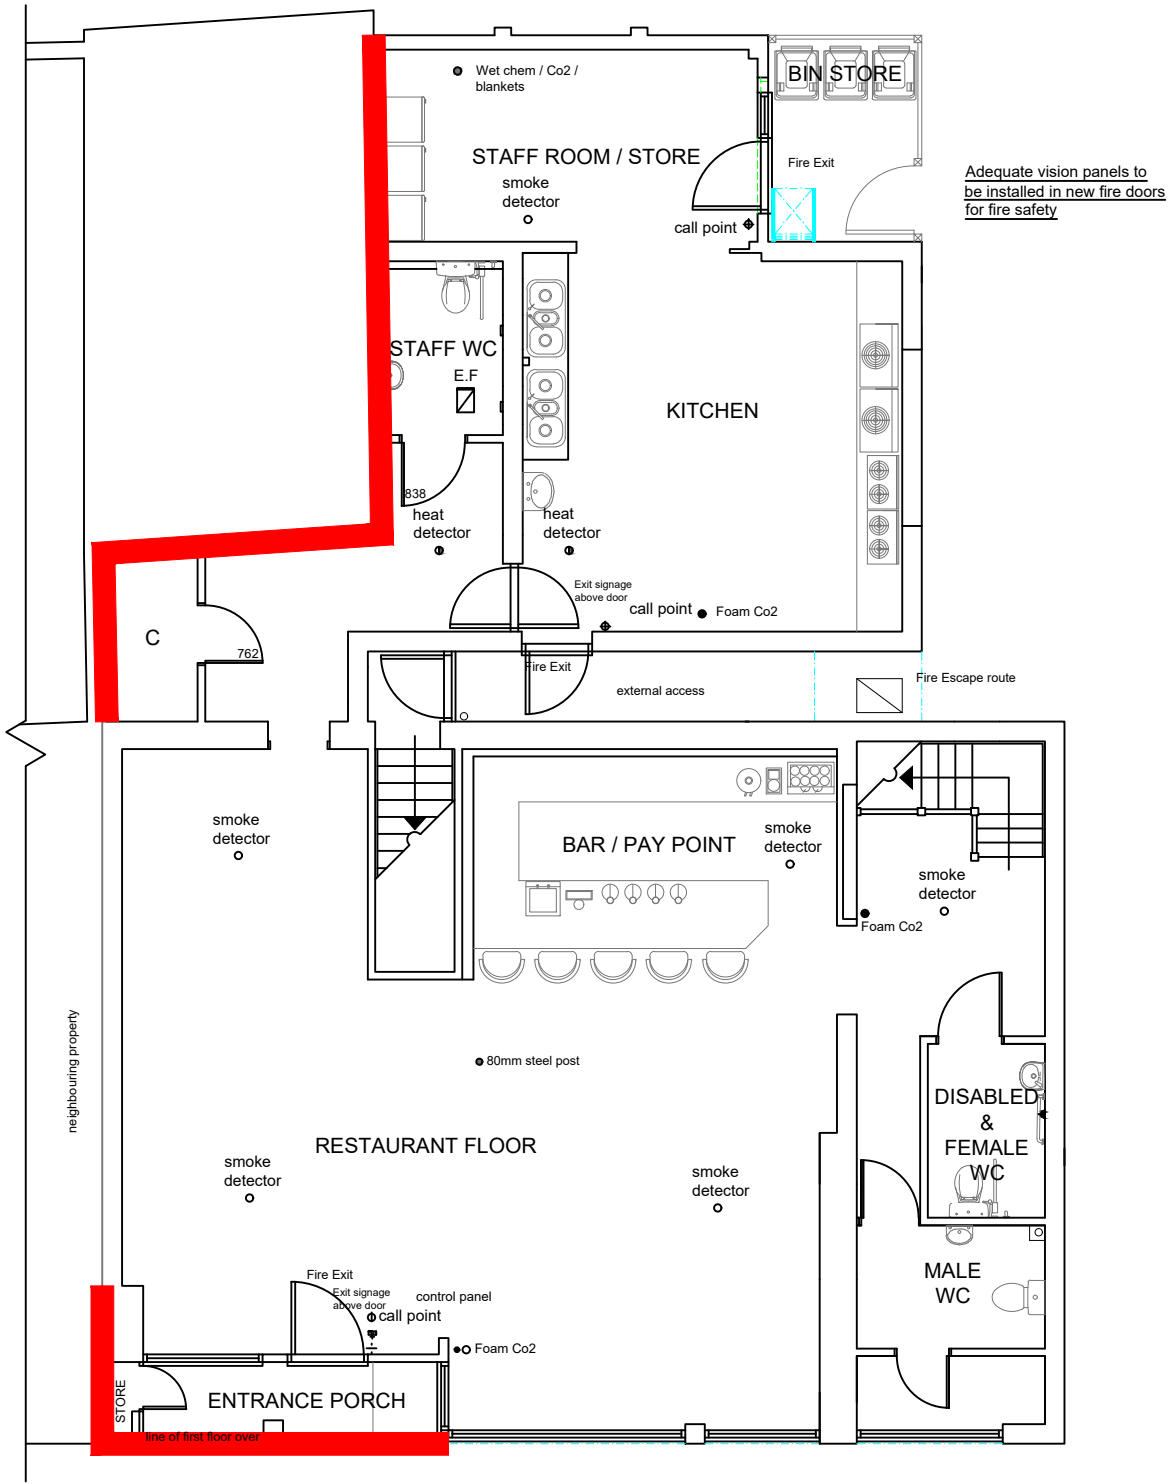 Wet chem / Co2 /
blankets
BIN STORE
STAFF ROOM / STORE
Fire Exit
Adequate vision panels to
be installed in new fire doors
for fire safety
smoke
detector
call point
STAFF WC
E.F
KITCHEN
838
heat
detector
heat
detector
Exit signage
above door
call point
Foam Co2
C
762
Fire Exit
external access
Fire Escape route
smoke
detector
BAR / PAY POINT
smoke
detector
smoke
detector
Foam Co2
neighbouring property
80mm steel post
DISABLED
&
FEMALE
WC
RESTAURANT FLOOR
smoke
detector
smoke
detector
Fire Exit
Exit signage
above door
control panel
call point
MALE
WC
Foam Co2
STORE
ENTRANCE PORCH
line of first floor over